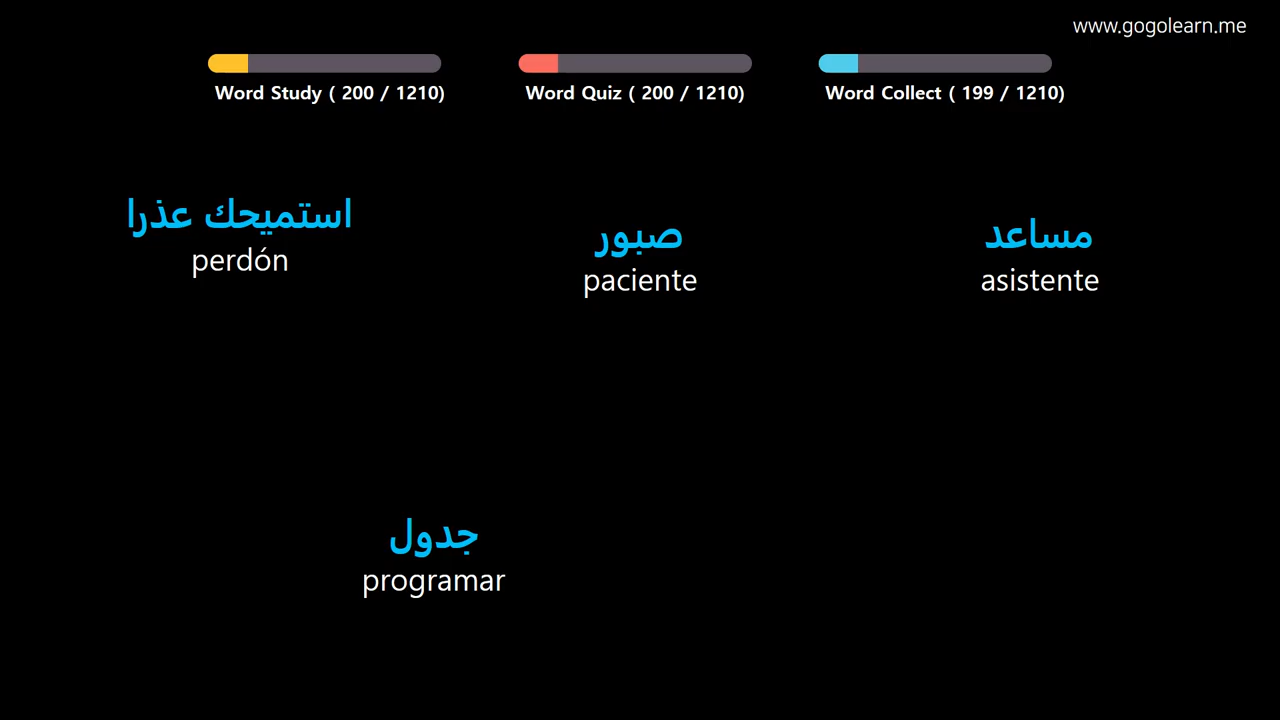 www.gogolearn.me
Word Study ( 200 / 1210)
Word Quiz ( 200 / 1210)
Word Collect ( 199 / 1210)
استميحك عذرا
perdón
صبور
paciente
مساعد
asistente
جدول
programar